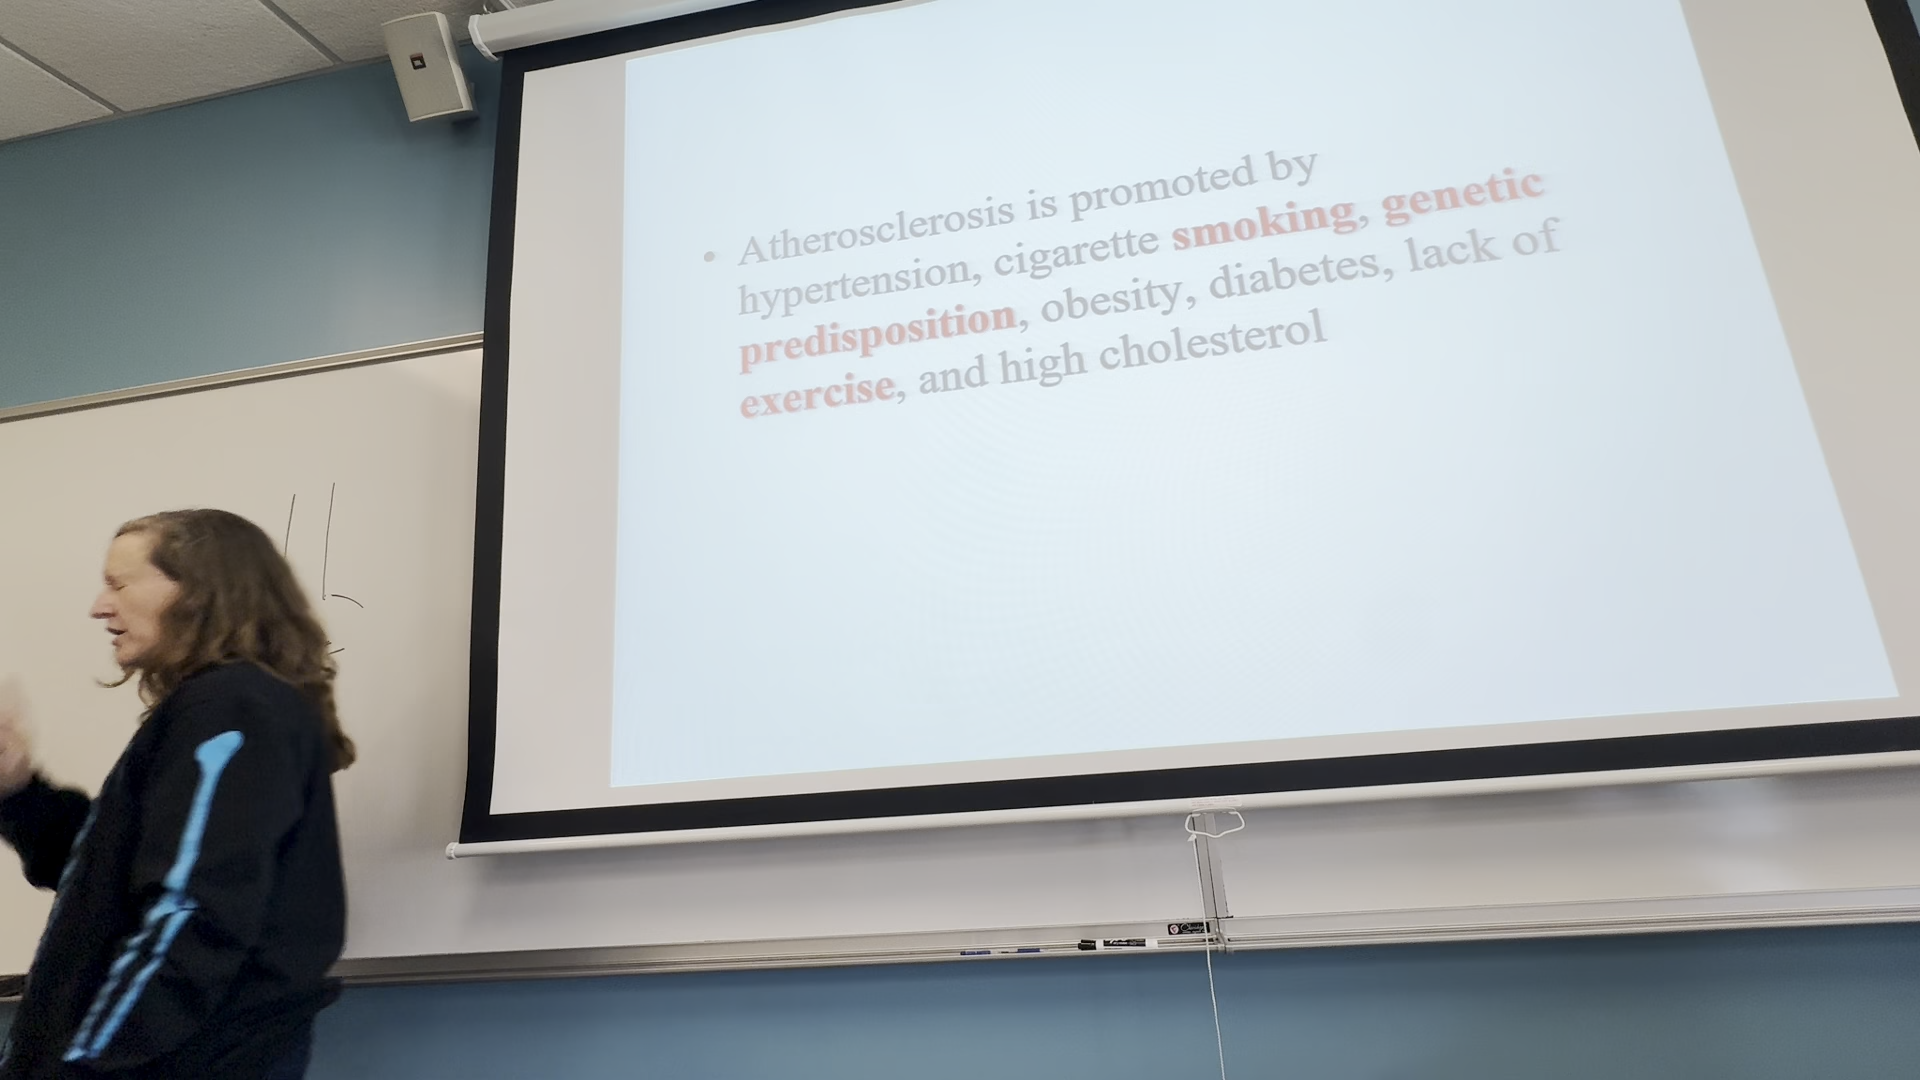 • Atherosclerosis is promoted by
hypertension, cigarette smoking, genetic
predisposition, obesity, diabetes, lack of
exercise, and high cholesterol